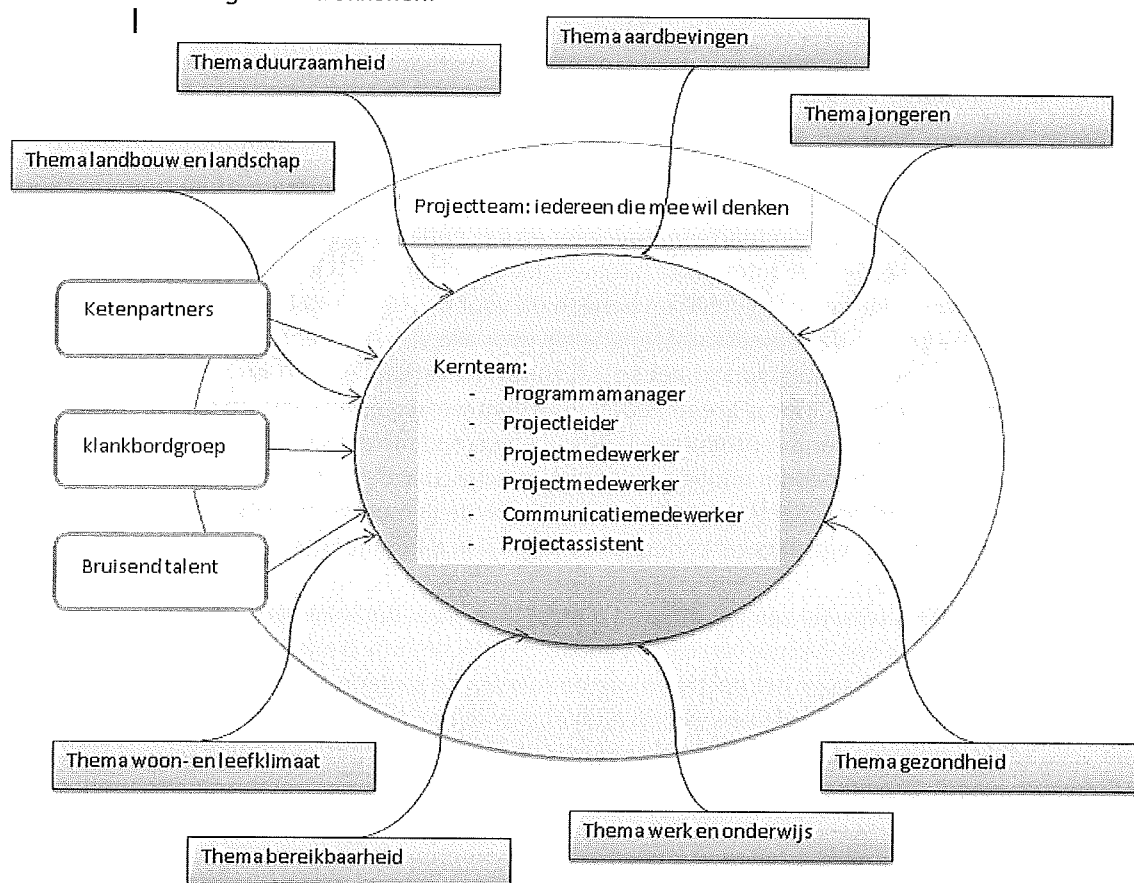 Thema aardbevingen
Thema duurzaamheid
Thema jongeren
Thema landbouw en landschap
Projectteam: iedereen die mee wil denken
Ketenpartners
Kernteam:
- Programmamanager
- Projectleider
- Projectmedewerker
- Projectmedewerker
- Communicatiemedewerker
- Projectassistent
klankbordgroep
Bruisend talent
Thema woon- en leefklimaat
Thema gezondheid
Thema werk en onderwijs
Thema bereikbaarheid